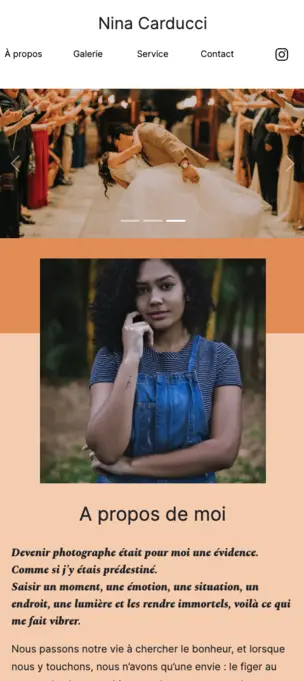 Nina Carducci
À propos Galerie Service Contact
A propos de moi
Devenir photographe était pour moi une évidence.
Comme si j'y étais prédestiné.
Saisir un moment, une émotion, une situation, un
endroit, une lumière et les rendre immortels, voilà ce qui
me fait vibrer.
Nous passons notre vie à chercher le bonheur, et lorsque
nous y touchons, nous n'avons qu'une envie : le figer au